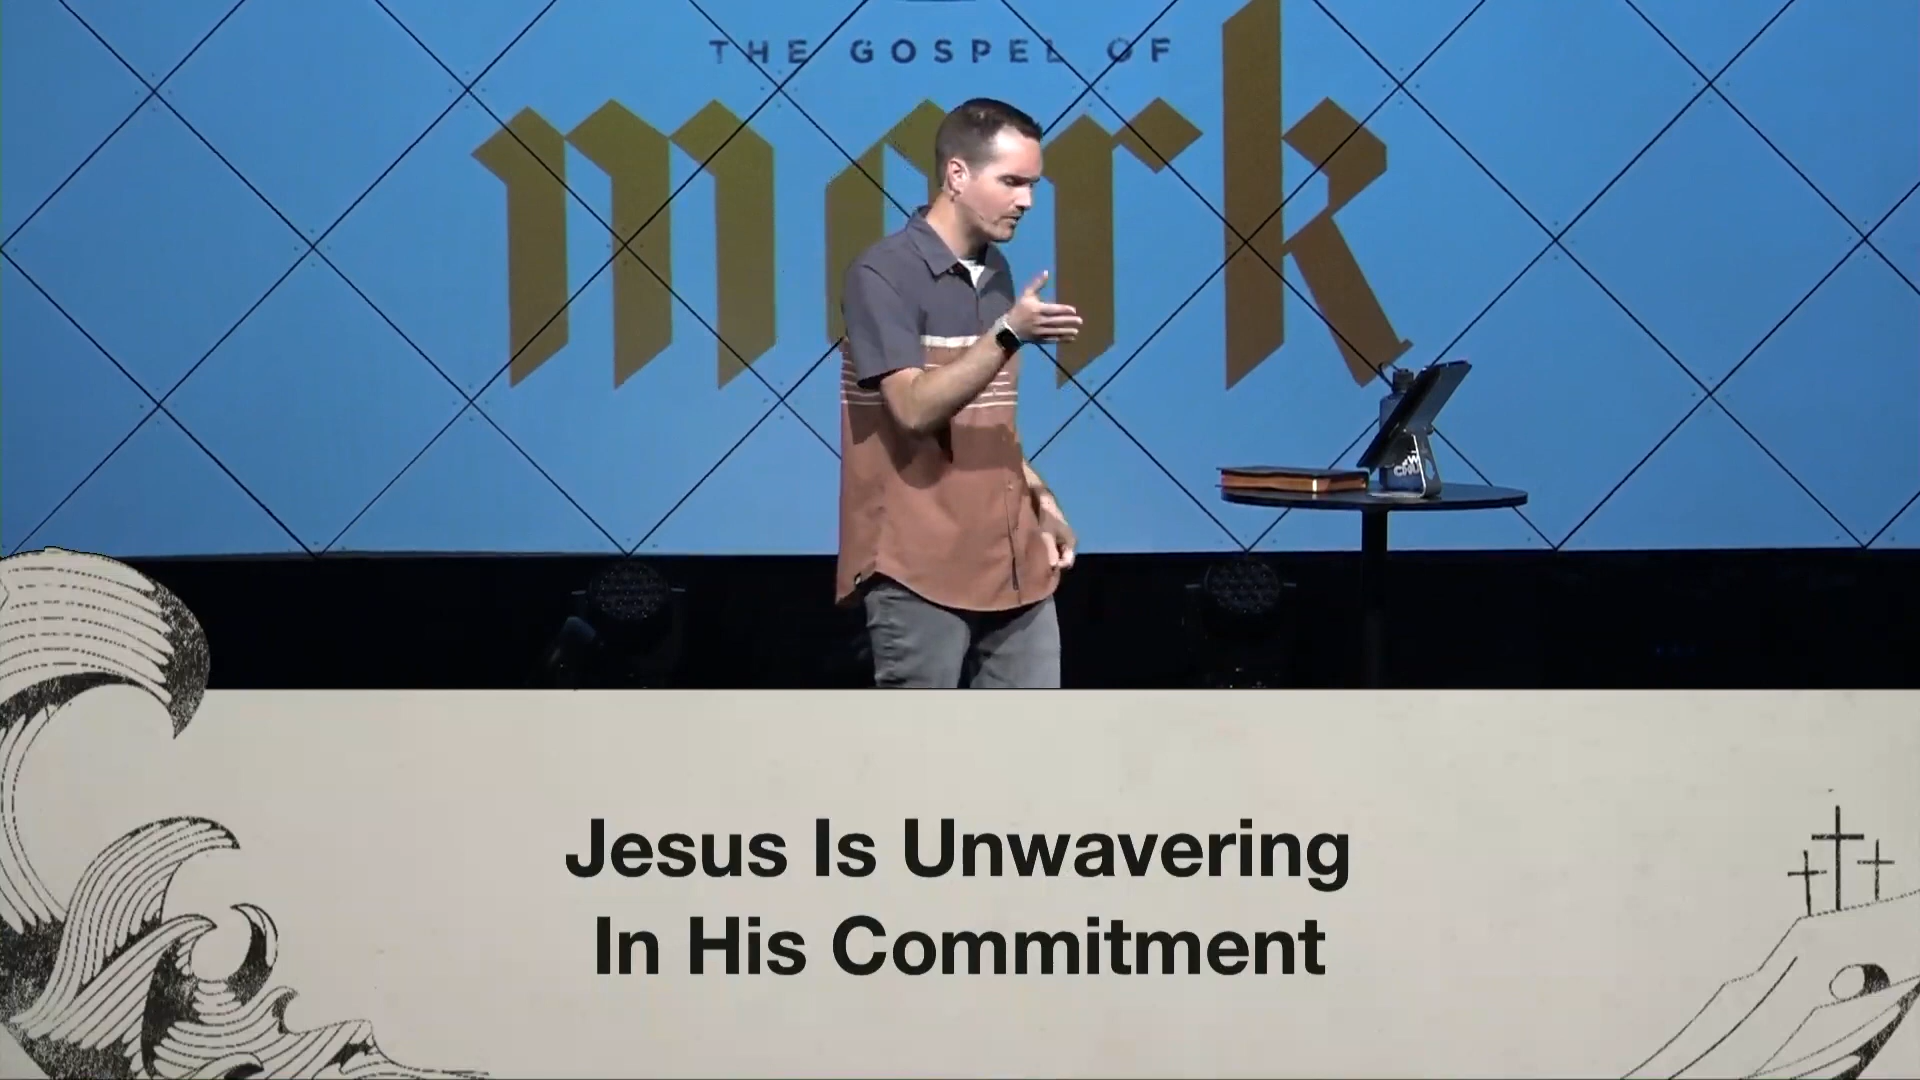 THE GOSPEL OF
mark
Jesus Is Unwavering
In His Commitment